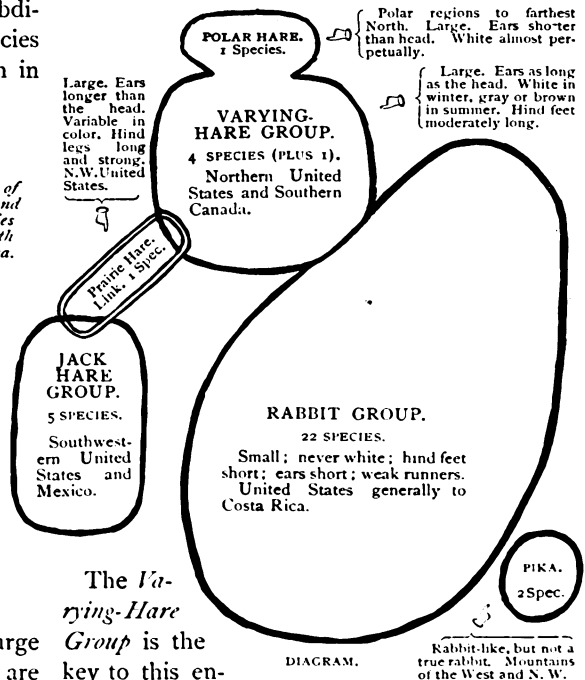 bdi-
cies
n in
of
nd
ies
th
a.
POLAR HARE.
1 Species.
Polar regions to farthest
North. Large. Ears shorter
than head. White almost per-
petually.
Large. Ears as long
as the head. White in
winter, gray or brown
in summer. Hind feet
moderately long.
Large. Ears
longer than
the head.
Variable in
color. Hind
legs long
and strong.
N.W. United
States.
VARYING-
HARE GROUP.
4 SPECIES (PLUS 1).
Northern United
States and Southern
Canada.
Prairie Hare.
Link. 1 Spec.
JACK
HARE
GROUP.
5 SPECIES.
Southwest-
ern United
States and
Mexico.
RABBIT GROUP.
22 SPECIES.
Small; never white; hind feet
short; ears short; weak runners.
United States generally to
Costa Rica.
PIKA.
2 Spec.
Rabbit-like, but not a
true rabbit. Mountains
of the West and N. W.
DIAGRAM.
The Va-
rying-Hare
Group is the
key to this en-
arge
are